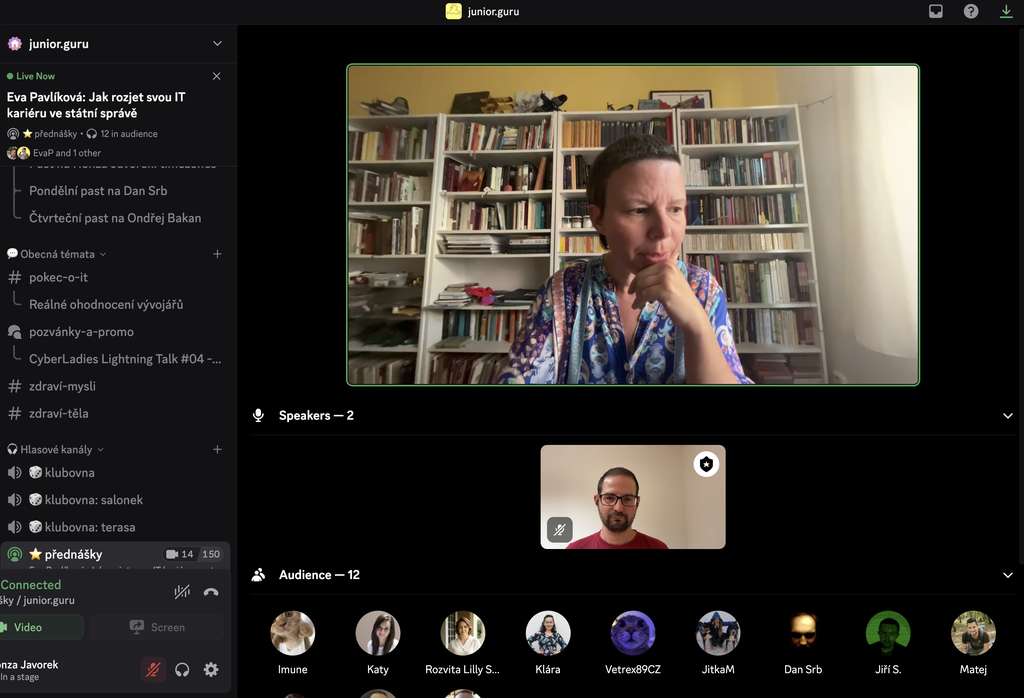 junior.guru
junior.guru
Live Now
Eva Pavlíková: Jak rozjet svou IT
kariéru ve státní správě
přednášky • 12 in audience
EvaP and 1 other
Pondělní past na Dan Srb
Čtvrteční past na Ondřej Bakan
Obecná témata
pokec-o-it
Reálné ohodnocení vývojářů
pozvánky-a-promo
CyberLadies Lightning Talk #04 -...
zdraví-mysli
zdraví-těla
Hlasové kanály
klubovna
klubovna: salonek
klubovna: terasa
přednášky 14 150
Connected
šky / junior.guru
Video
Screen
onza Javorek
In a stage
Speakers — 2
Audience — 12
Imune
Katy
Rozvita Lilly S...
Klára
Vetrex89CZ
JitkaM
Dan Srb
Jiří S.
Matej